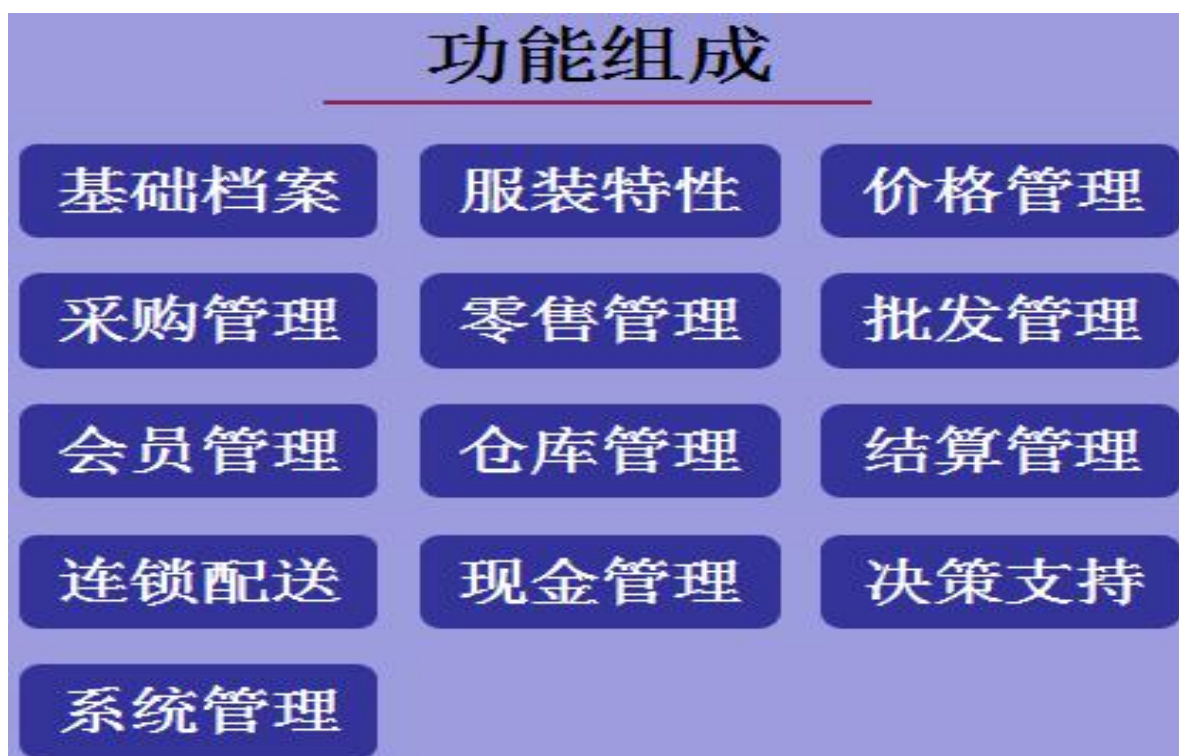 功能组成
基础档案 服装特性 价格管理
采购管理 零售管理 批发管理
会员管理 仓库管理 结算管理
连锁配送 现金管理 决策支持
系统管理